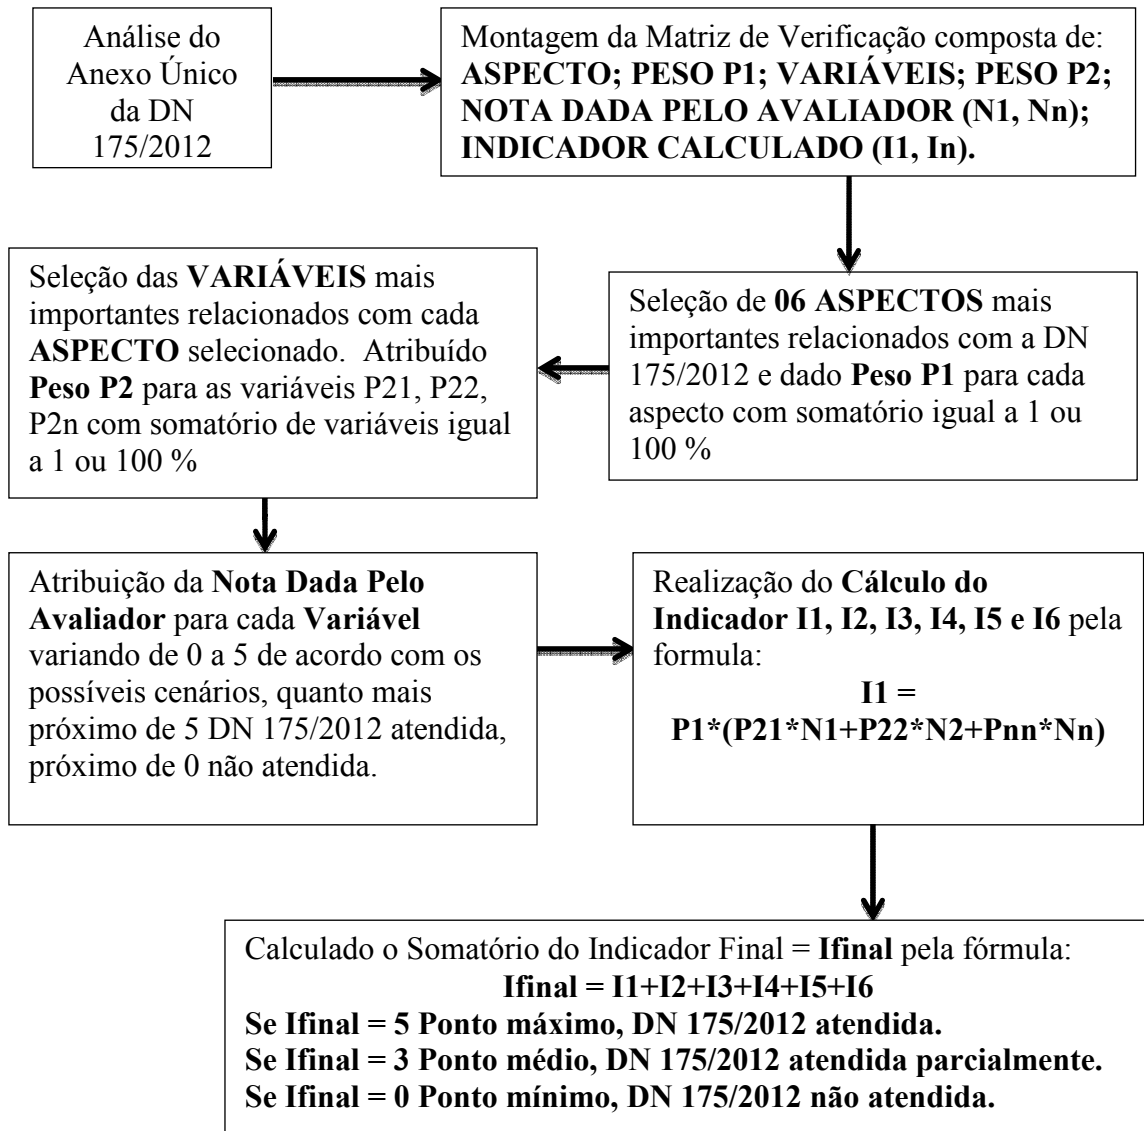 Análise do
Anexo Único
da DN
175/2012
Montagem da Matriz de Verificação composta de:
ASPECTO; PESO P1; VARIÁVEIS; PESO P2;
NOTA DADA PELO AVALIADOR (N1, Nn);
INDICADOR CALCULADO (I1, In).
Seleção de 06 ASPECTOS mais
importantes relacionados com a DN
175/2012 e dado Peso P1 para cada
aspecto com somatório igual a 1 ou
100 %
Seleção das VARIÁVEIS mais
importantes relacionados com cada
ASPECTO selecionado. Atribuído
Peso P2 para as variáveis P21, P22,
P2n com somatório de variáveis igual
a 1 ou 100 %
Atribuição da Nota Dada Pelo
Avaliador para cada Variável
variando de 0 a 5 de acordo com os
possíveis cenários, quanto mais
próximo de 5 DN 175/2012 atendida,
próximo de 0 não atendida.
Realização do Cálculo do
Indicador I1, I2, I3, I4, I5 e I6 pela
formula:
I1 =
P1*(P21*N1+P22*N2+Pnn*Nn)
Calculado o Somatório do Indicador Final = Ifinal pela fórmula:
Ifinal = I1+I2+I3+I4+I5+I6
Se Ifinal = 5 Ponto máximo, DN 175/2012 atendida.
Se Ifinal = 3 Ponto médio, DN 175/2012 atendida parcialmente.
Se Ifinal = 0 Ponto mínimo, DN 175/2012 não atendida.